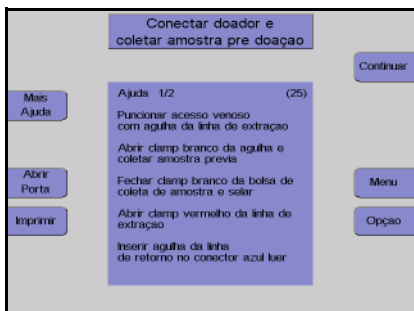 Conectar doador e
coletar amostra pre doaçao
Continuar
Mais
Ajuda
Ajuda 1/2 (25)
Puncionar acesso venoso
com agulha da linha de extraçao
Abrir clamp branco da agulha e
coletar amostra previa
Abrir
Porta
Fechar clamp branco da bolsa de
coleta de amostra e selar
Menu
Imprimir
Abrir clamp vermelho da linha de
extraçao
Opçao
Inserir agulha da linha
de retorno no conector azul luer